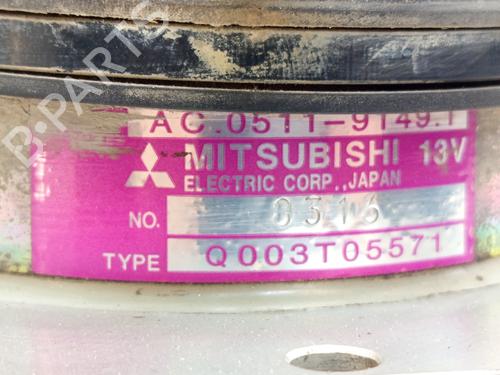 AC.0511-9149.1
MITSUBISHI 13V
ELECTRIC CORP., JAPAN
NO. 0316
TYPE Q003T05571
B-PARTS